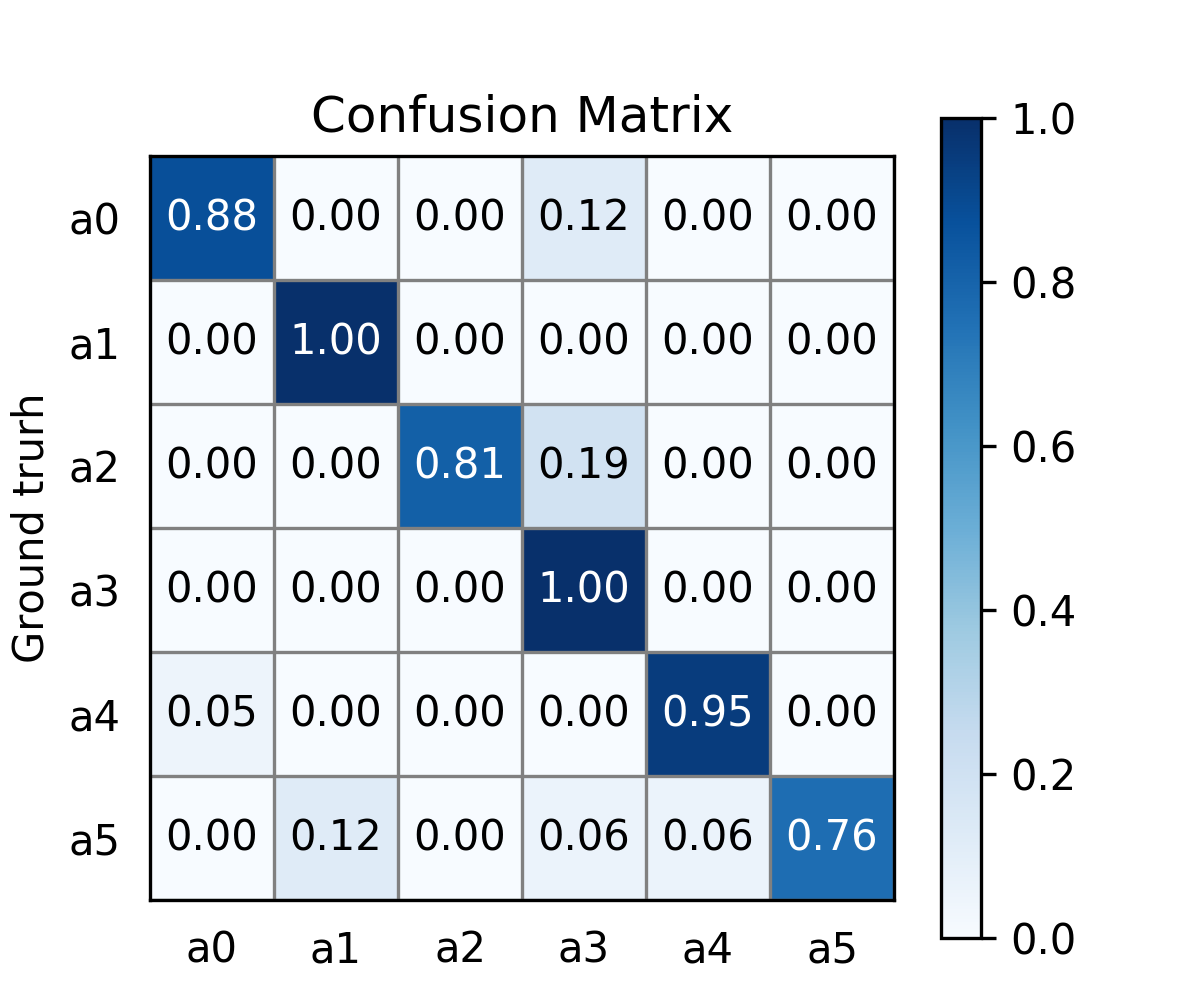 Confusion Matrix
a0 0.88 0.00 0.00 0.12 0.00 0.00
a1 0.00 1.00 0.00 0.00 0.00 0.00
a2 0.00 0.00 0.81 0.19 0.00 0.00
a3 0.00 0.00 0.00 1.00 0.00 0.00
a4 0.05 0.00 0.00 0.00 0.95 0.00
a5 0.00 0.12 0.00 0.06 0.06 0.76
a0 a1 a2 a3 a4 a5
Ground trurh
1.0
0.8
0.6
0.4
0.2
0.0